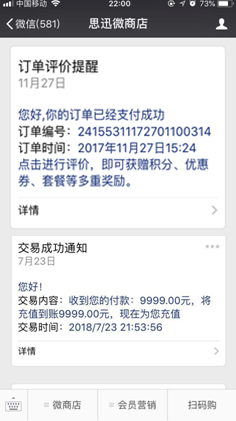 中国移动 22:00 73%
微信(581) 思迅微商店
订单评价提醒
11月27日
您好,你的订单已经支付成功
订单编号：24155311172701100314
订单时间：2017年11月27日15:24
点击进行评价，即可获赠积分、优惠
券、套餐等多重奖励。
详情
交易成功通知
7月23日
您好！
交易内容：收到您的付款：9999.00元，将
充值到账9999.00元，现在为您充值
交易时间：2018/7/23 21:53:56
详情
微商店 会员营销 扫码购